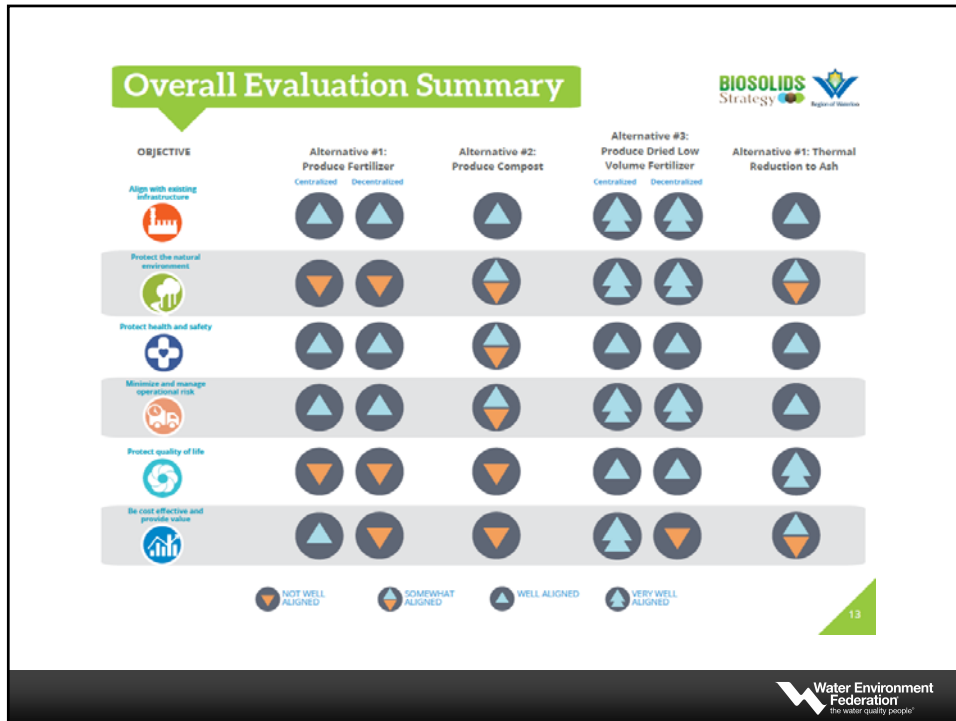 Overall Evaluation Summary
BIOSOLIDS
Strategy
Region of Waterloo
OBJECTIVE
Alternative #1:
Produce Fertilizer
Alternative #2:
Produce Compost
Alternative #3:
Produce Dried Low
Volume Fertilizer
Alternative #1: Thermal
Reduction to Ash
Centralized Decentralized
Centralized Decentralized
Align with existing
infrastructure
Protect the natural
environment
Protect health and safety
Minimize and manage
operational risk
Protect quality of life
Be cost effective and
provide value
NOT WELL
ALIGNED
SOMEWHAT
ALIGNED
WELL ALIGNED
VERY WELL
ALIGNED
13
Water Environment
Federation
the water quality people®